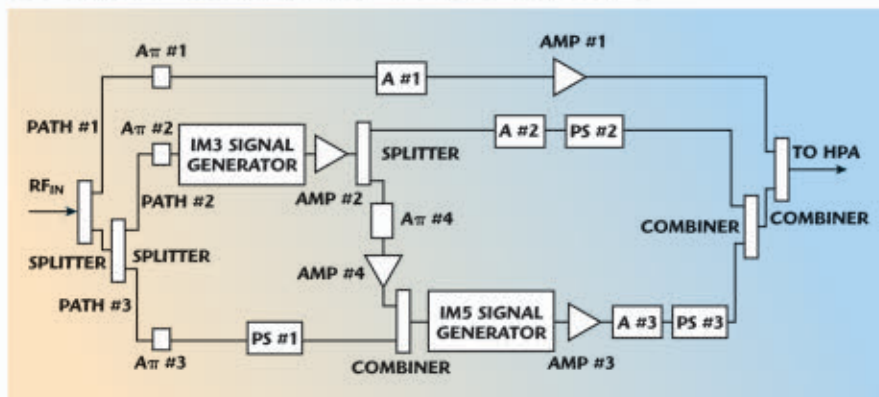 Aπ #1
AMP #1
A #1
PATH #1
Aπ #2
IM3 SIGNAL
GENERATOR
SPLITTER
A #2
PS #2
TO HPA
RF_IN
PATH #2
AMP #2
Aπ #4
COMBINER
COMBINER
SPLITTER
SPLITTER
AMP #4
PATH #3
IM5 SIGNAL
GENERATOR
A #3
PS #3
PS #1
Aπ #3
COMBINER
AMP #3